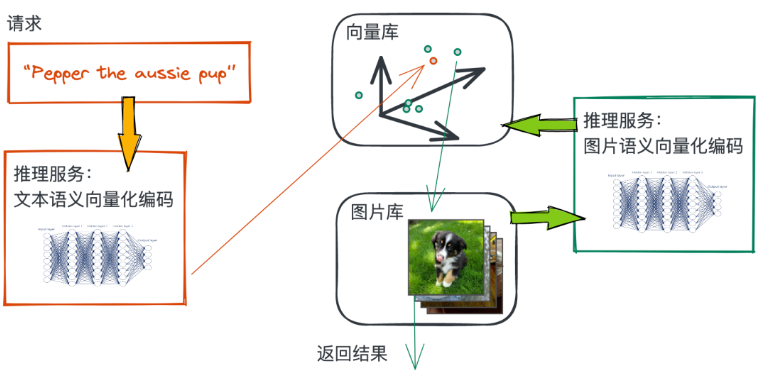 请求
"Pepper the aussie pup"
推理服务：
文本语义向量化编码
向量库
图片库
返回结果
推理服务：
图片语义向量化编码